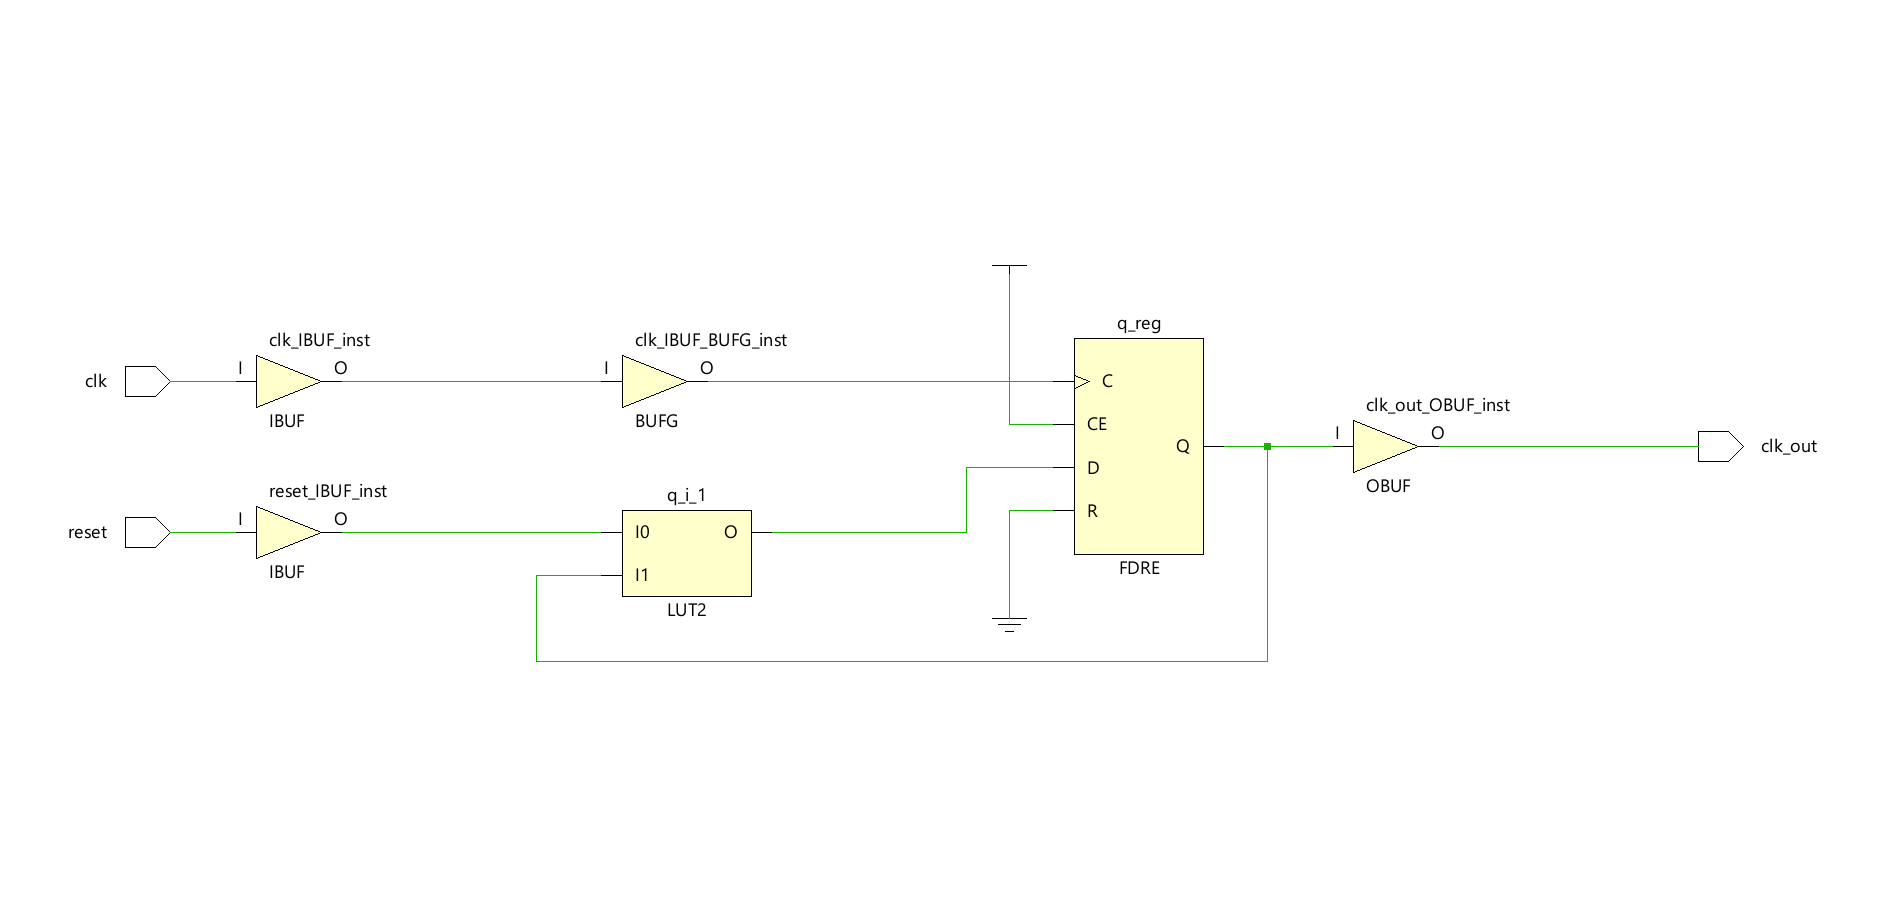 q_reg
clk_IBUF_inst
clk_IBUF_BUFG_inst
clk
I
O
I
O
C
IBUF
BUFG
CE
clk_out_OBUF_inst
Q
I
O
clk_out
D
OBUF
reset_IBUF_inst
q_i_1
R
reset
I
O
I0
O
IBUF
I1
FDRE
LUT2